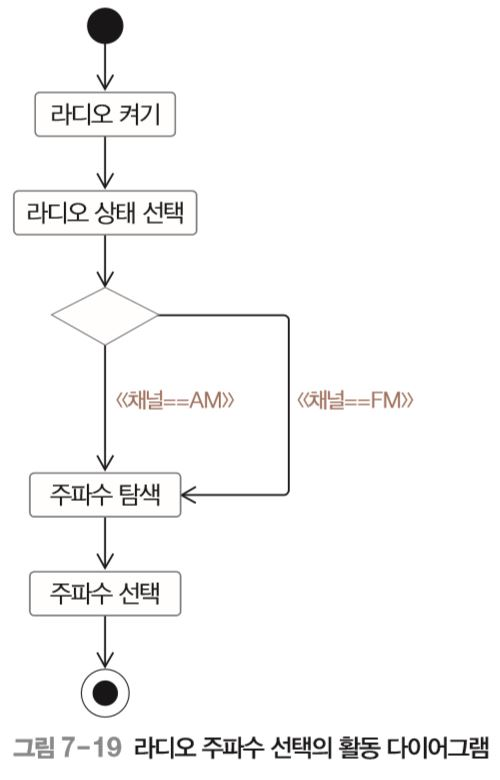 라디오 켜기
라디오 상태 선택
《채널==AM》
《채널==FM》
주파수 탐색
주파수 선택
그림 7-19 라디오 주파수 선택의 활동 다이어그램